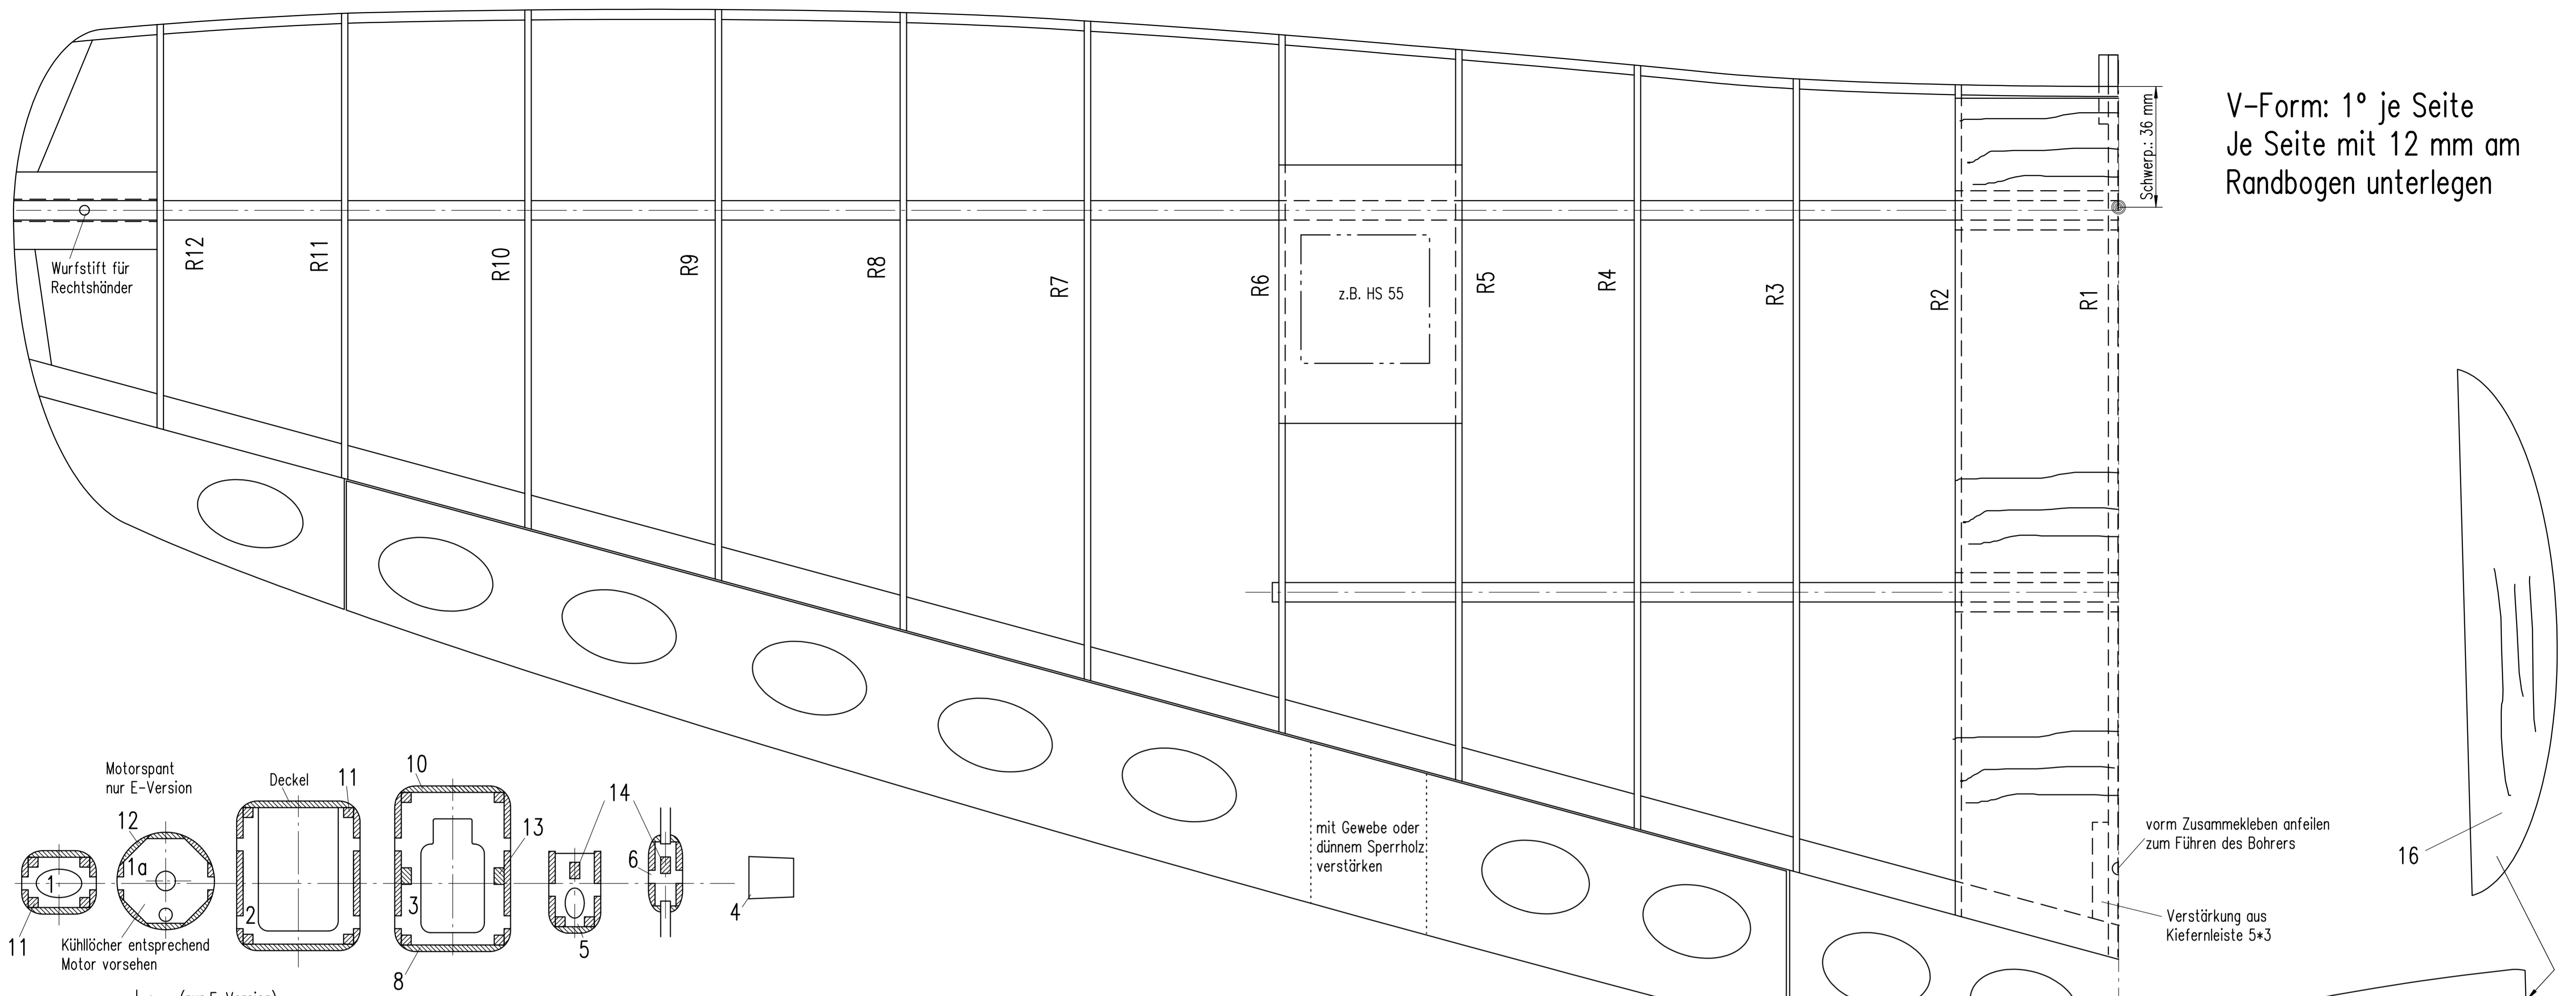 V-Form: 1° je Seite
Je Seite mit 12 mm am
Randbogen unterlegen
Schwerp.: 36 mm
Wurfstift für
Rechtshänder
R12
R11
R10
R9
R8
R7
R6
z.B. HS 55
R5
R4
R3
R2
R1
mit Gewebe oder
dünnem Sperrholz
verstärken
vorm Zusammekleben anfeilen
zum Führen des Bohrers
Verstärkung aus
Kiefernleiste 5*3
16
Motorspant
nur E-Version
Deckel
11
10
14
12
13
1
1a
2
3
6
4
5
11
8
Kühllöcher entsprechend
Motor vorsehen
(nur E-Version)